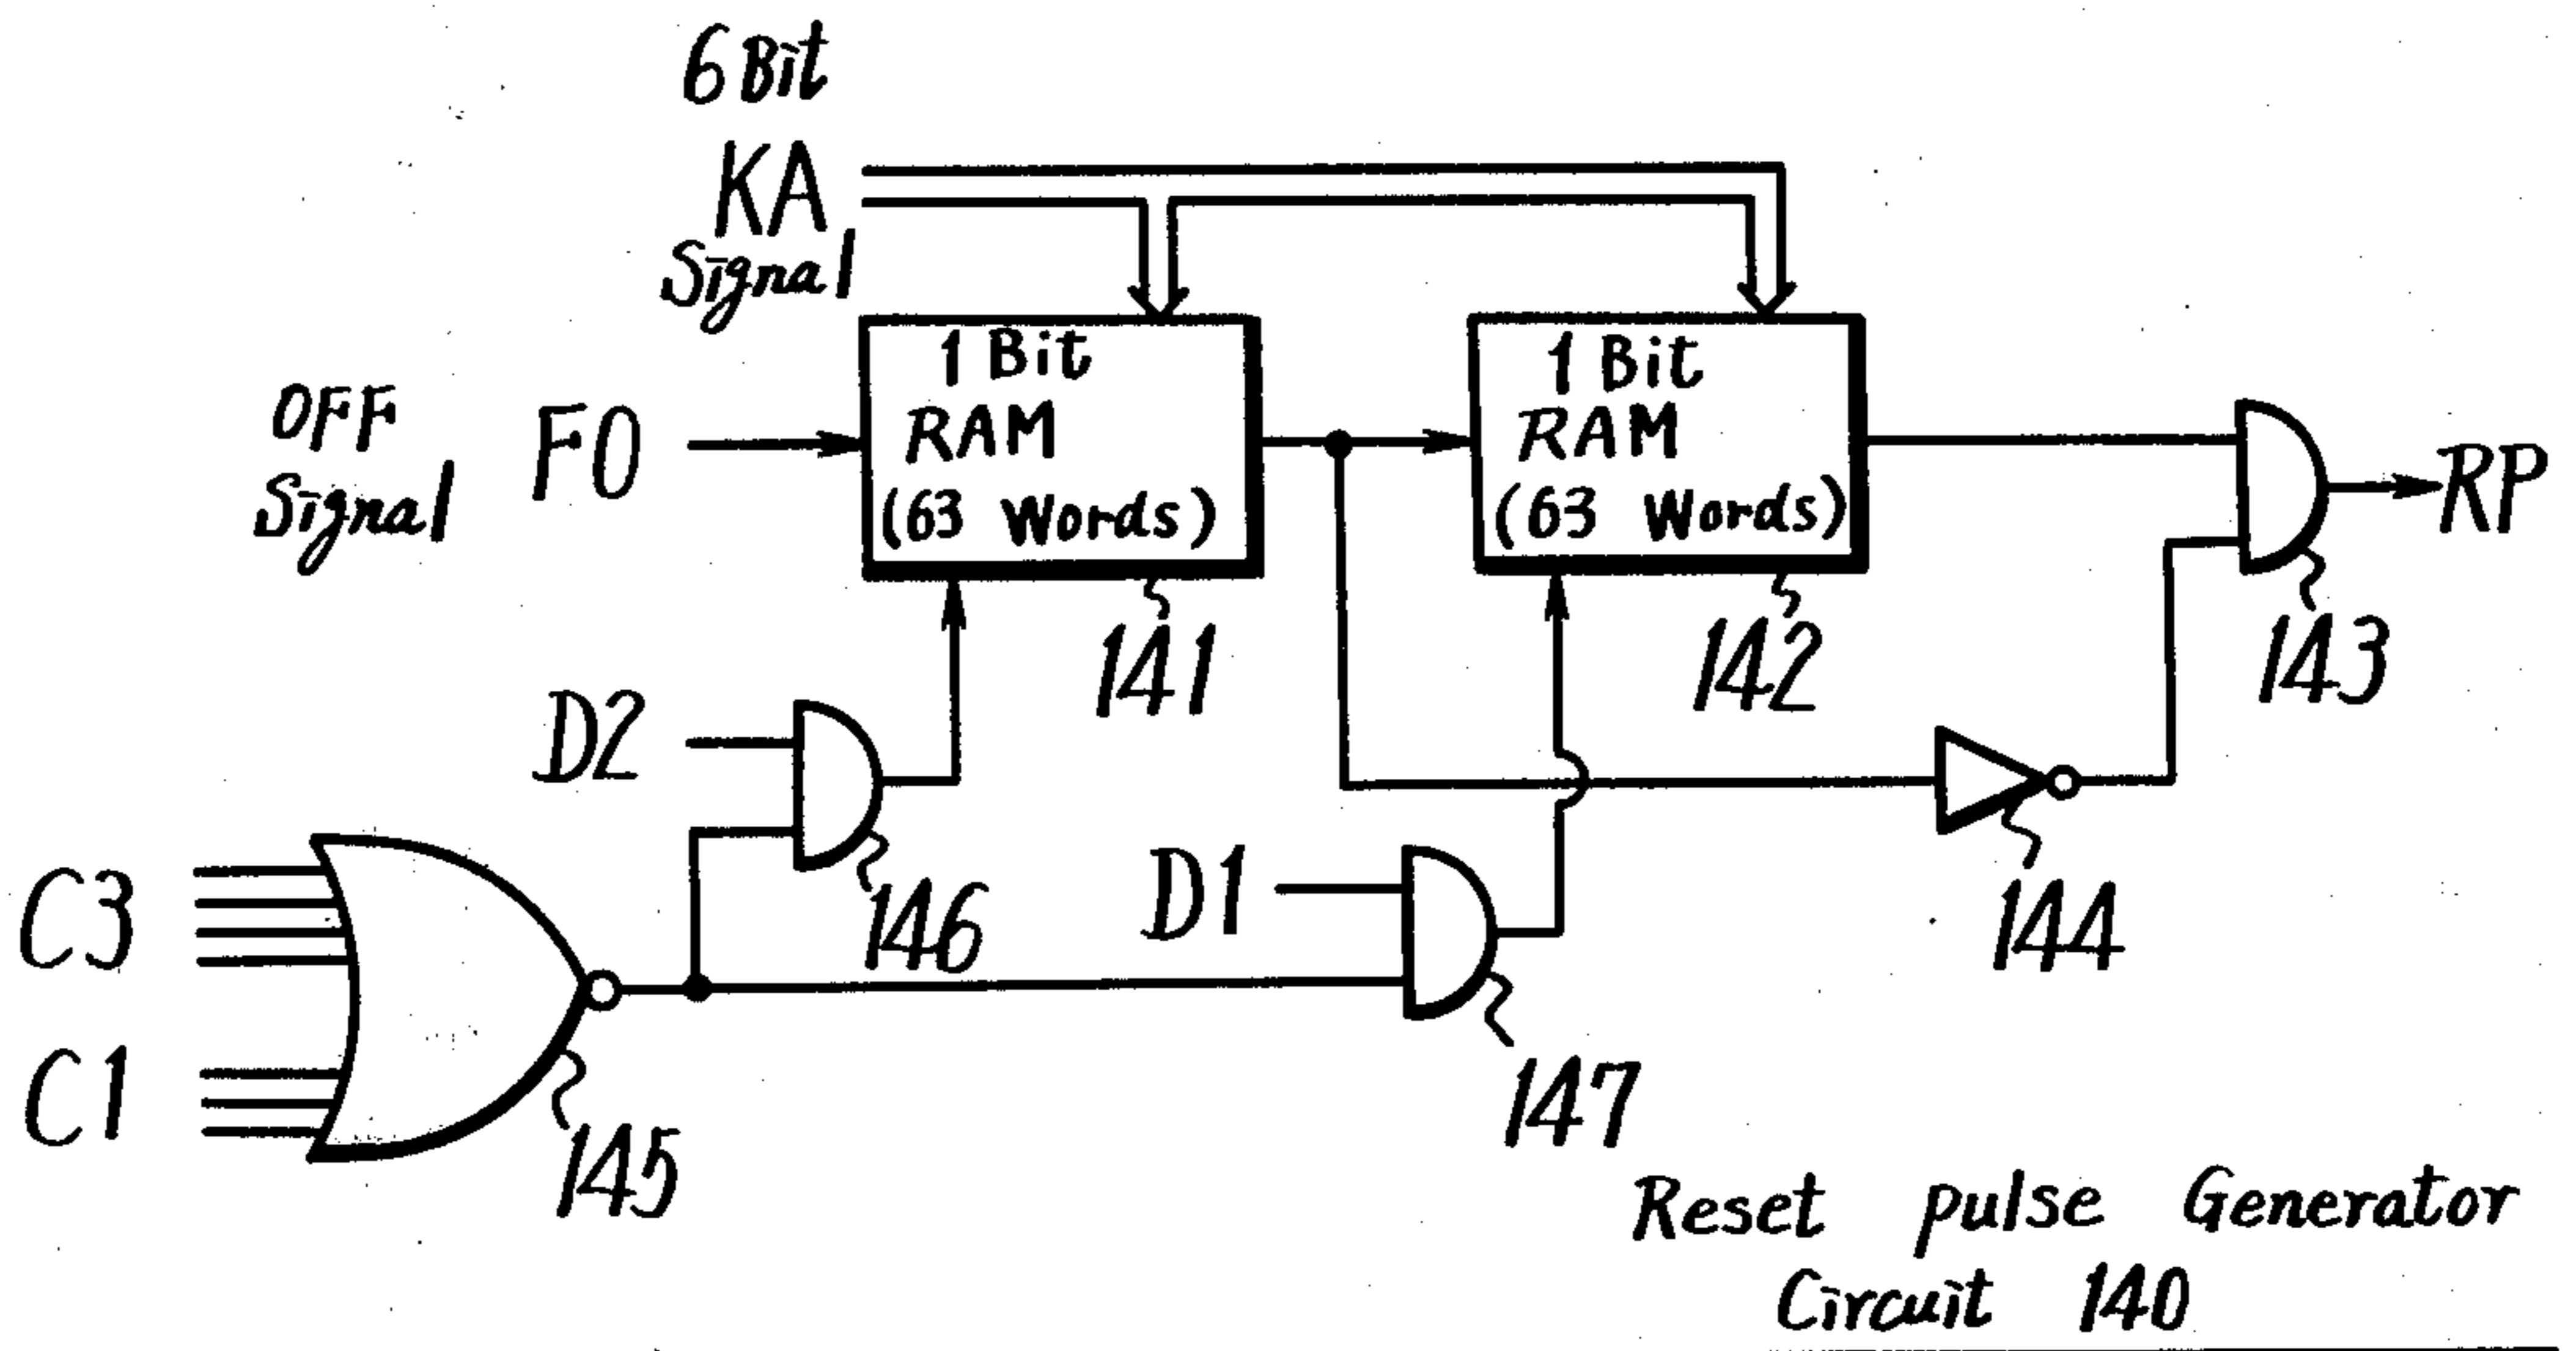 6 Bit
KA
Signal
OFF
Signal
FO
1 Bit
RAM
(63 Words)
1 Bit
RAM
(63 Words)
RP
141
142
143
D2
146
D1
144
C3
C1
145
147
Reset pulse Generator
Circuit 140